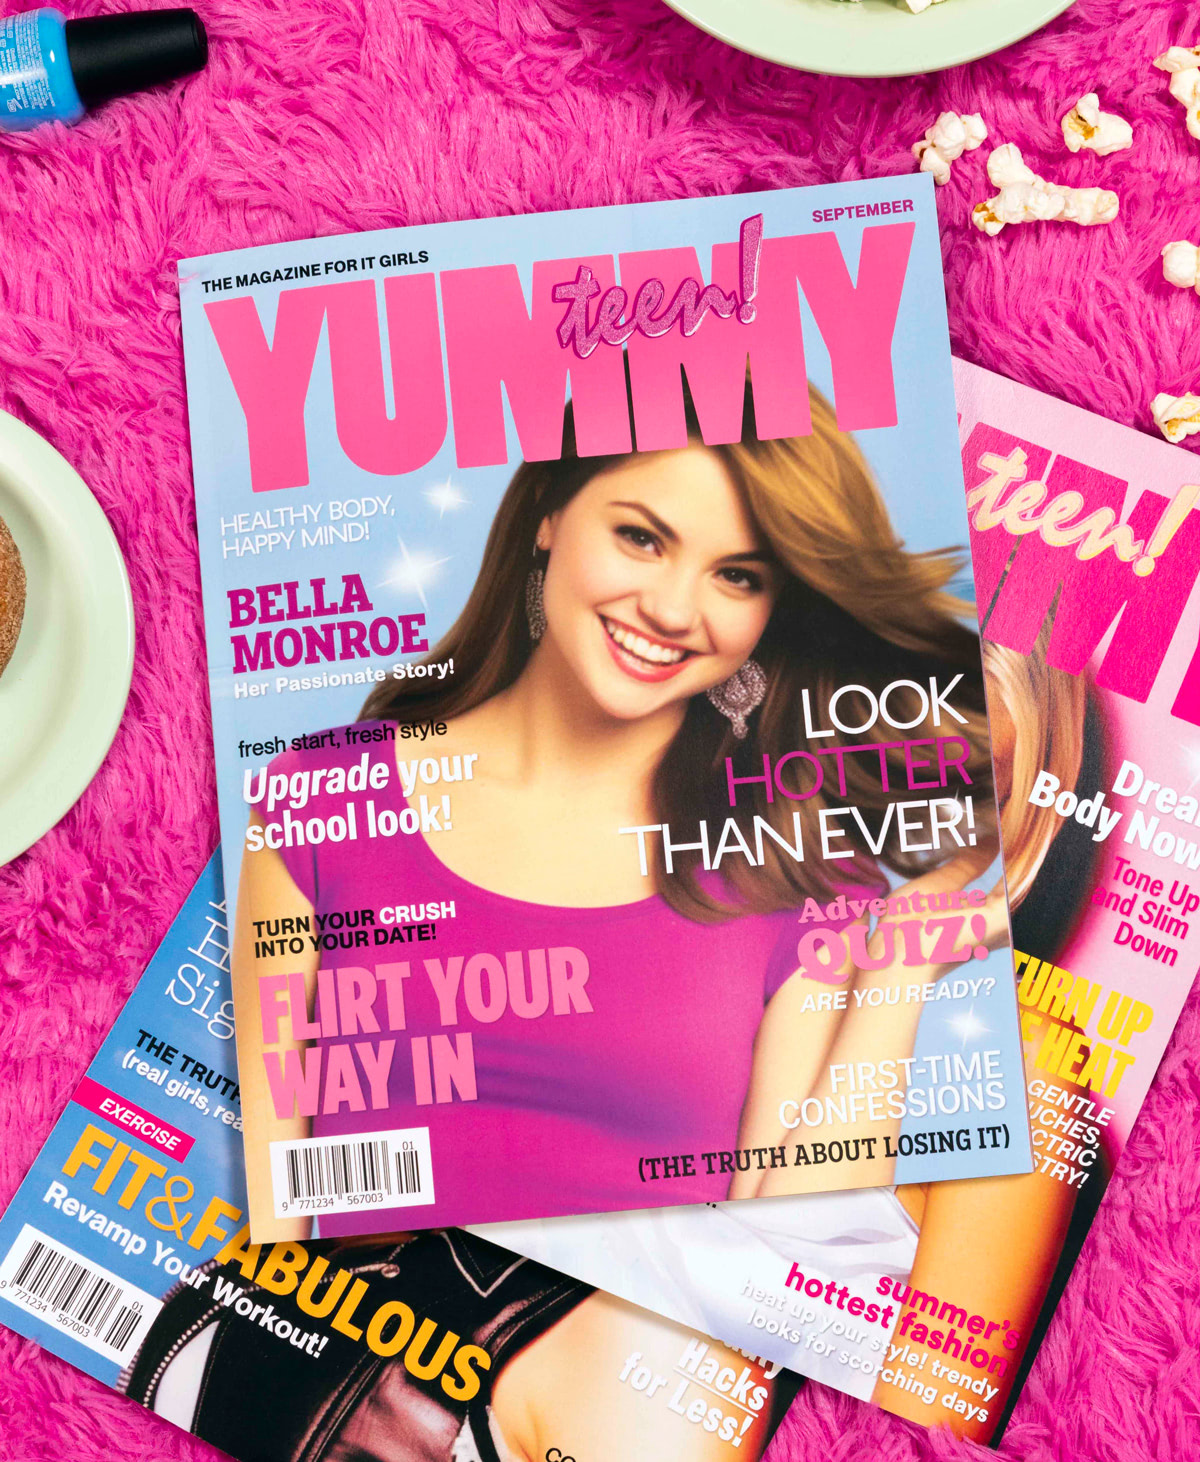 THE MAGAZINE FOR IT GIRLS
SEPTEMBER
YUMMY
teen!
HEALTHY BODY,
HAPPY MIND!
BELLA
MONROE
Her Passionate Story!
fresh start, fresh style
Upgrade your
school look!
LOOK
HOTTER
THAN EVER!
TURN YOUR CRUSH
INTO YOUR DATE!
FLIRT YOUR
WAY IN
Adventure
QUIZ!
ARE YOU READY?
FIRST-TIME
CONFESSIONS
(THE TRUTH ABOUT LOSING IT)
01
9 771234 567003
teen!
Body Now
Tone Up
and Slim
Down
TURN UP
HEAT
GENTLE
summer's
hottest fashion
heat up your style! trendy
looks for scorching days
THE TRUTH
(real girls,
EXERCISE
FIT&FABULOUS
Revamp Your Workout!
01
9 771234 567003
Hacks
for Less!